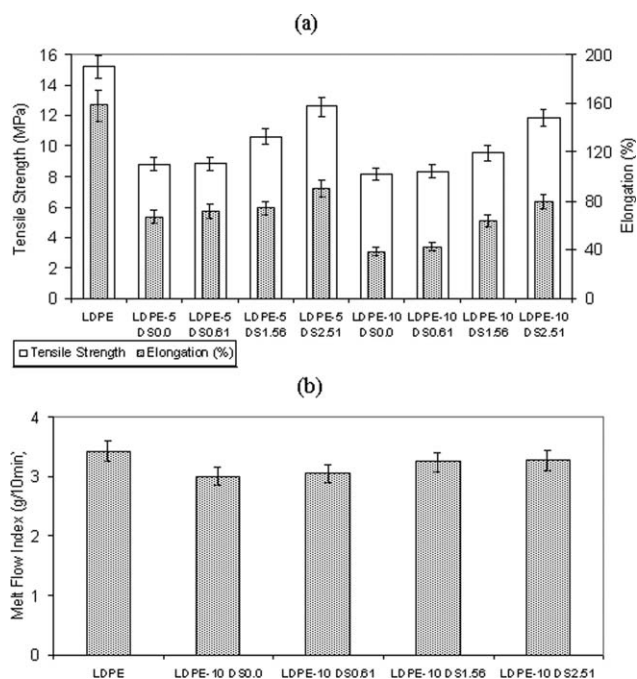 (a)
Tensile Strength (MPa)
16
14
12
10
8
6
4
2
0
200
160
120
80
40
0
Elongation (%)
LDPE
LDPE-5 DS0.0
LDPE-5 DS0.61
LDPE-5 DS1.56
LDPE-5 DS2.51
LDPE-10 DS0.0
LDPE-10 DS0.61
LDPE-10 DS1.56
LDPE-10 DS2.51
Tensile Strength Elongation (%)
(b)
Melt Flow Index (g/10min)
4
3
2
1
0
LDPE LDPE-10 DS0.0 LDPE-10 DS0.61 LDPE-10 DS1.56 LDPE-10 DS2.51